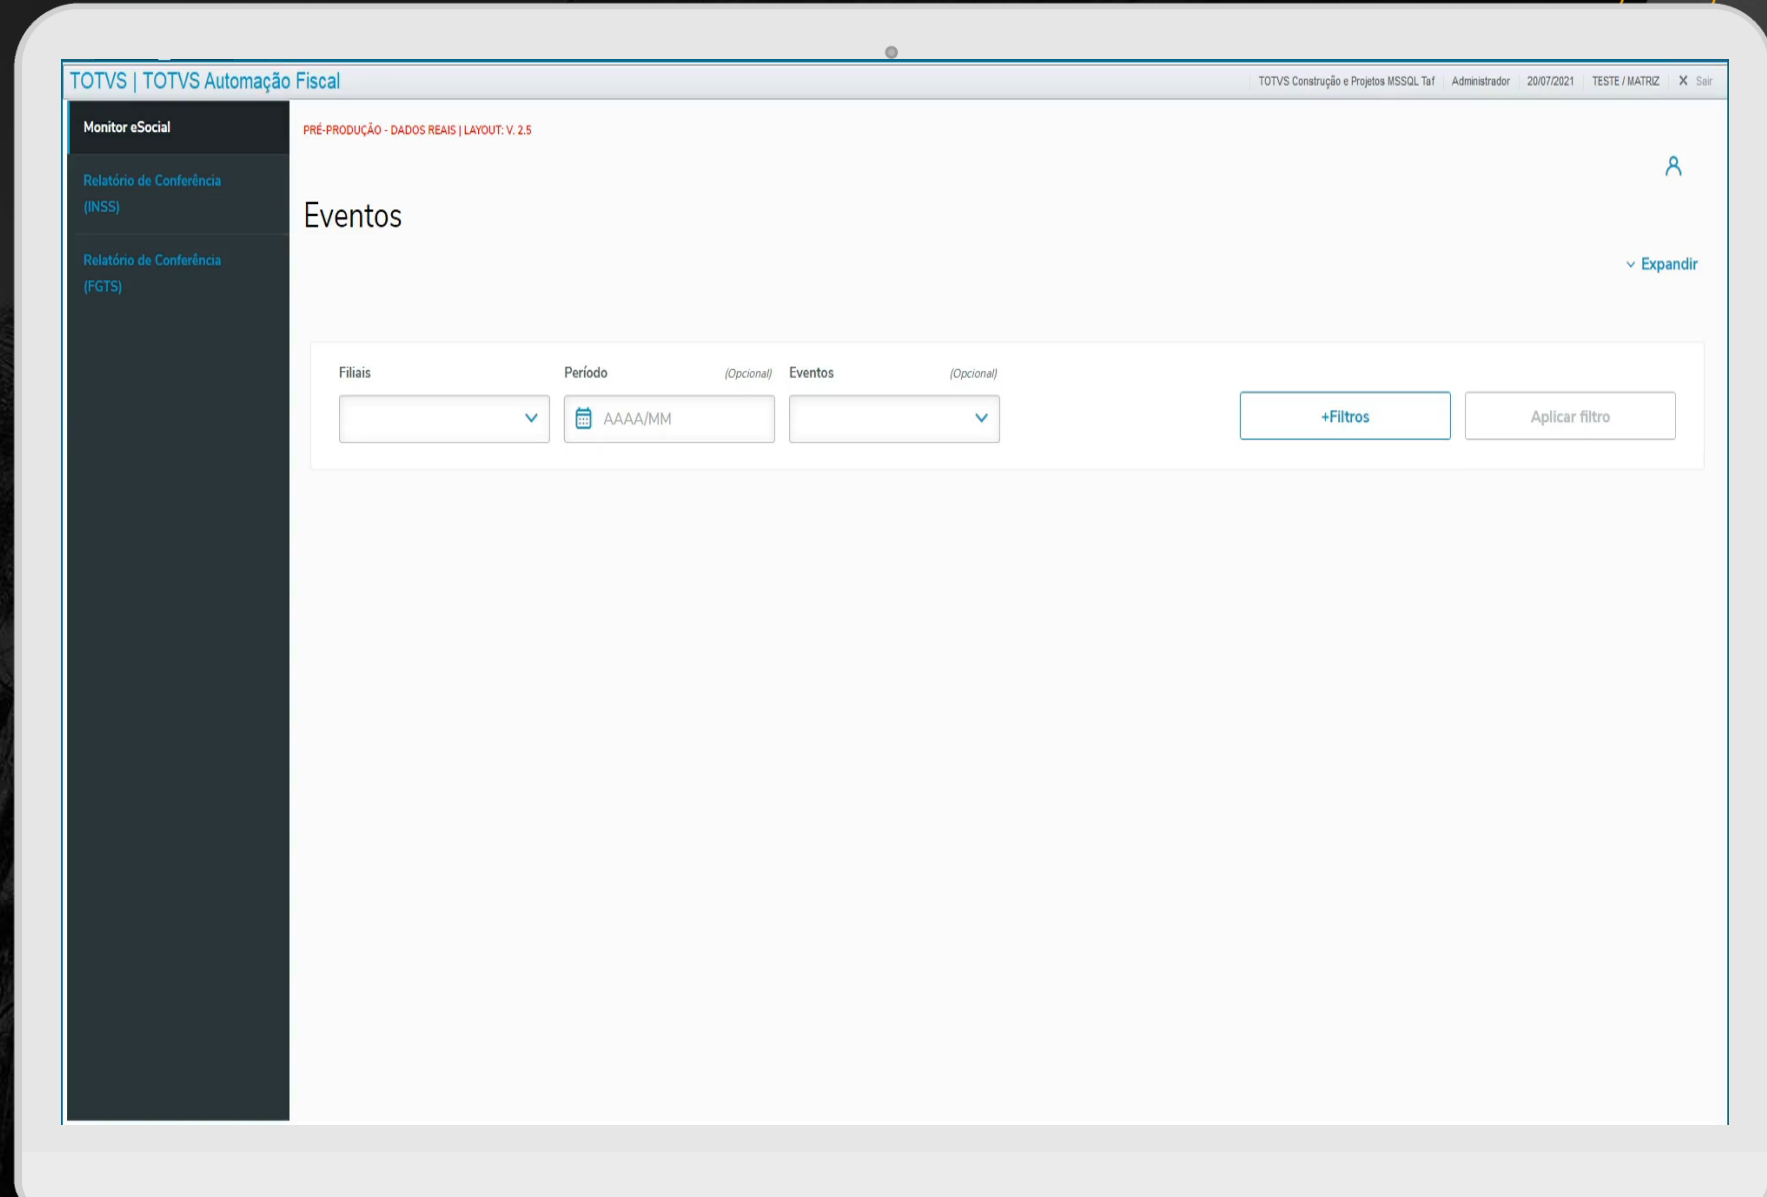 TOTVS | TOTVS Automação Fiscal
TOTVS Construção e Projetos MSSQL Taf Administrador 20/07/2021 TESTE / MATRIZ X Sair
Monitor eSocial
Relatório de Conferência
(INSS)
Relatório de Conferência
(FGTS)
PRÉ-PRODUÇÃO - DADOS REAIS | LAYOUT: V. 2.5
Eventos
Expandir
Filiais Período (Opcional) Eventos (Opcional)
AAAA/MM
+Filtros Aplicar filtro